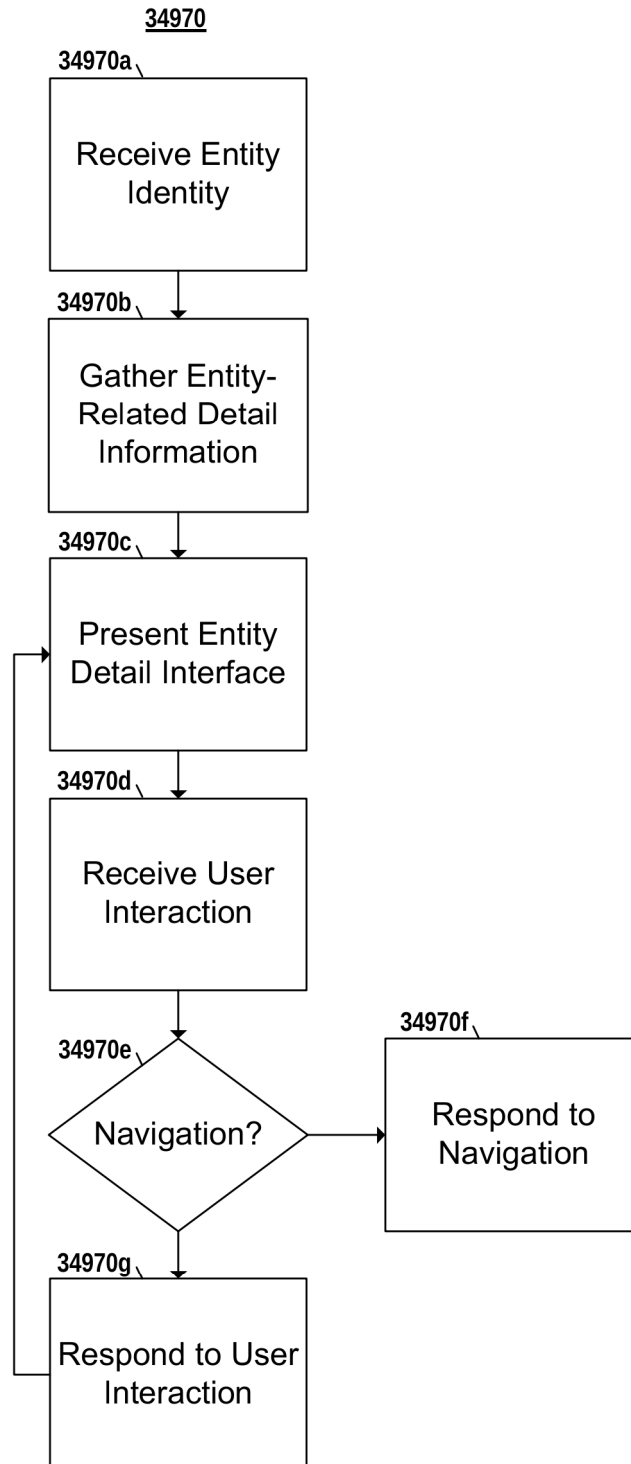 34970
34970a
Receive Entity
Identity
34970b
Gather Entity-
Related Detail
Information
34970c
Present Entity
Detail Interface
34970d
Receive User
Interaction
34970e
Navigation?
34970f
Respond to
Navigation
34970g
Respond to User
Interaction